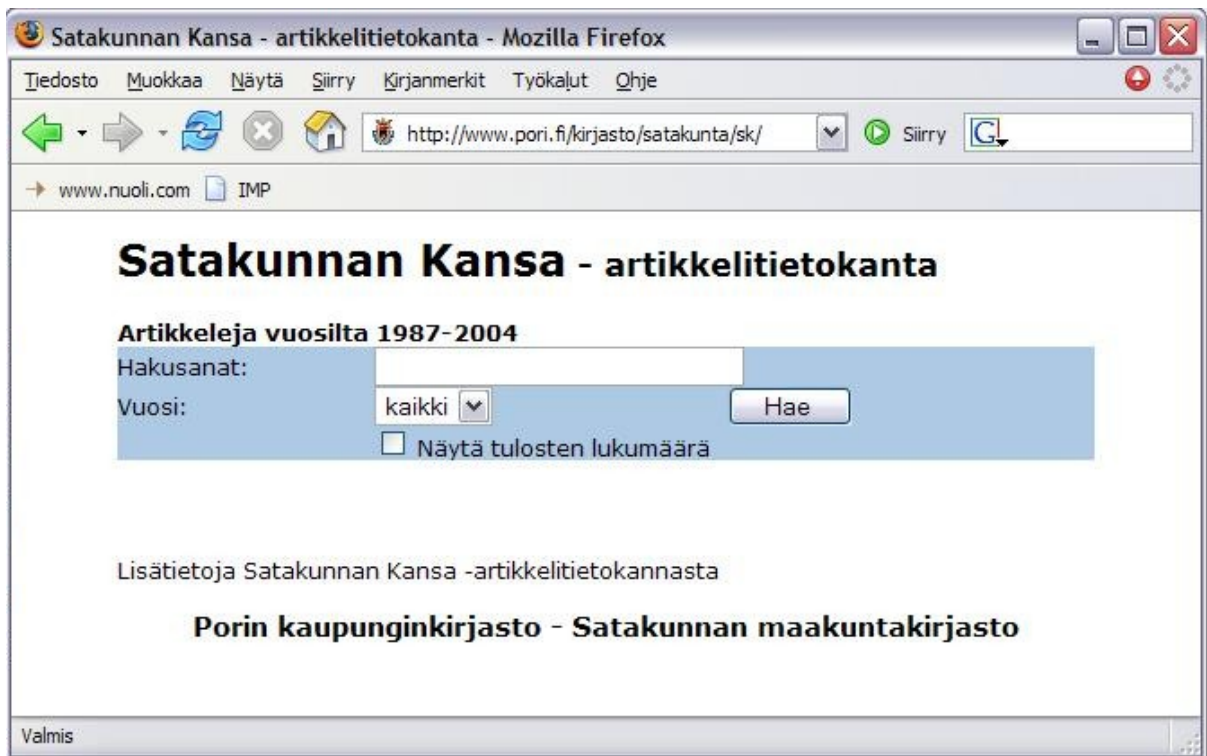 Satakunnan Kansa - artikkelitietokanta - Mozilla Firefox
Tiedosto Muokkaa Näytä Siirry Kirjanmerkit Työkalut Ohje
http://www.pori.fi/kirjasto/satakunta/sk/ Siirry G
www.nuoli.com IMP
Satakunnan Kansa - artikkelitietokanta
Artikkeleja vuosilta 1987-2004
Hakusanat:
Vuosi: kaikki Hae
Näytä tulosten lukumäärä
Lisätietoja Satakunnan Kansa -artikkelitietokannasta
Porin kaupunginkirjasto - Satakunnan maakuntakirjasto
Valmis